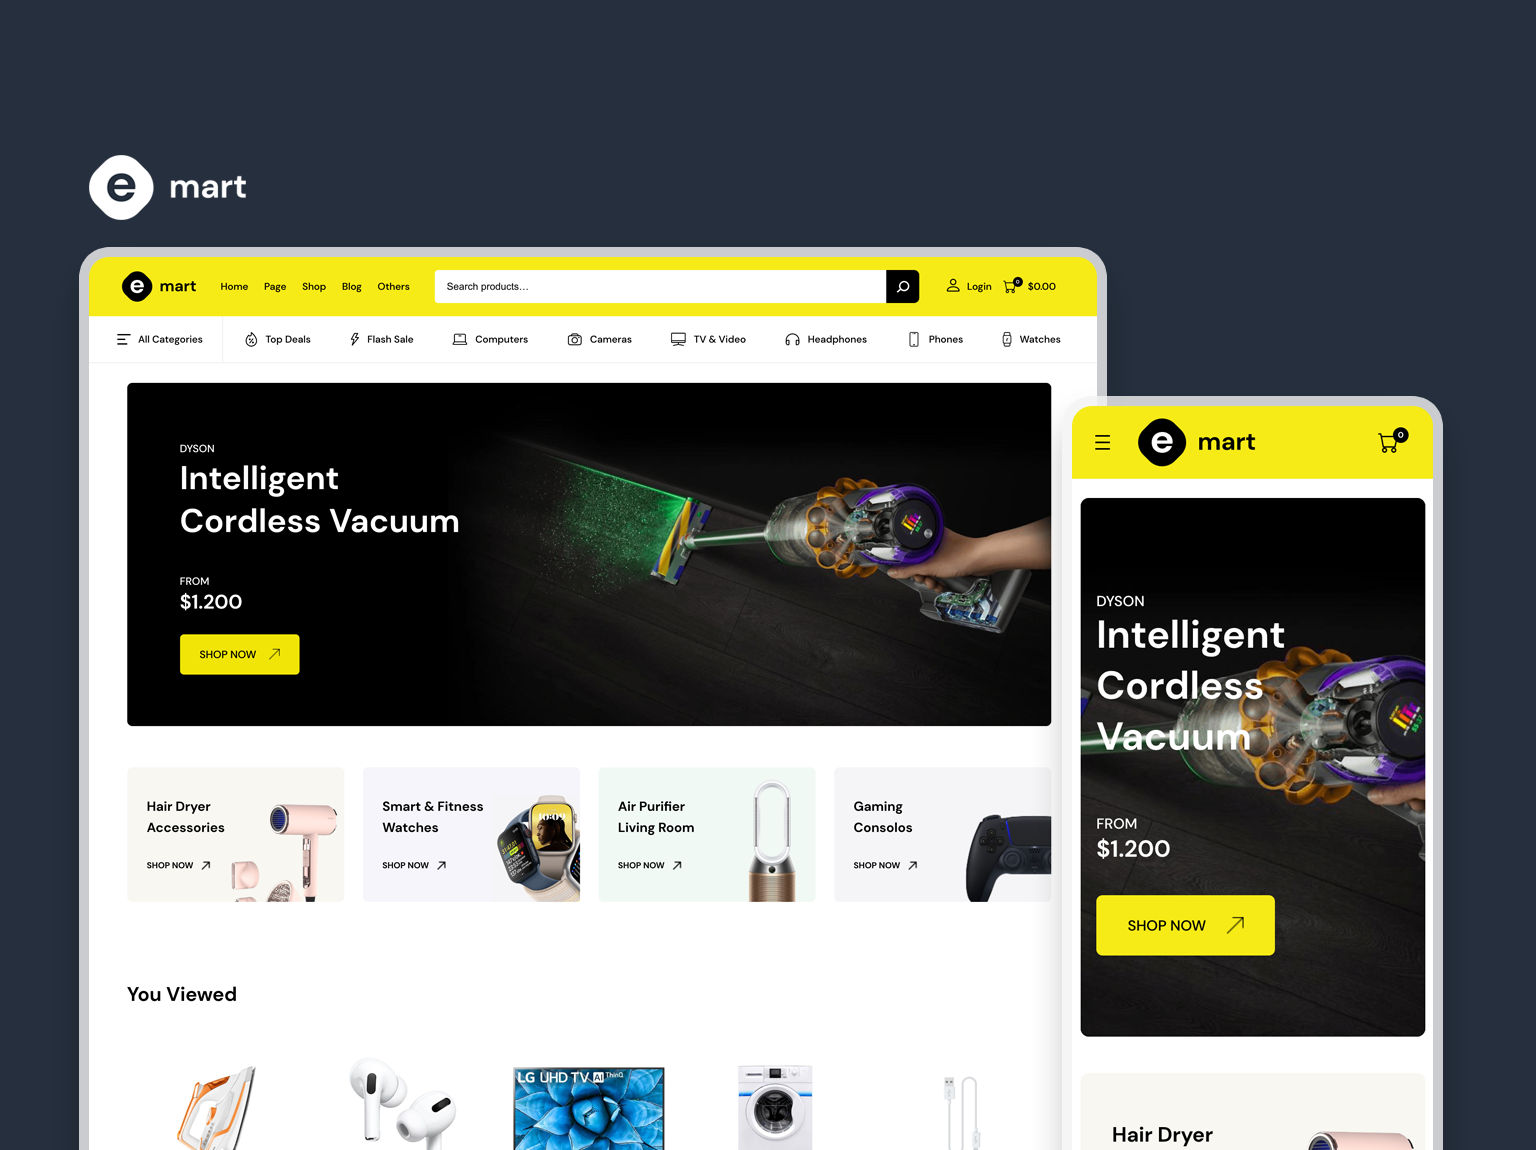 e mart
e mart
Home Page Shop Blog Others
Search products...
Login
0
$0.00
All Categories
Top Deals
Flash Sale
Computers
Cameras
TV & Video
Headphones
Phones
Watches
DYSON
Intelligent
Cordless Vacuum
FROM
$1.200
SHOP NOW
Hair Dryer
Accessories
SHOP NOW
Smart & Fitness
Watches
SHOP NOW
10:09
Air Purifier
Living Room
SHOP NOW
Gaming
Consolos
SHOP NOW
You Viewed
LG UHD TV AI ThinQ
e mart
0
DYSON
Intelligent
Cordless
Vacuum
FROM
$1.200
SHOP NOW
Hair Dryer